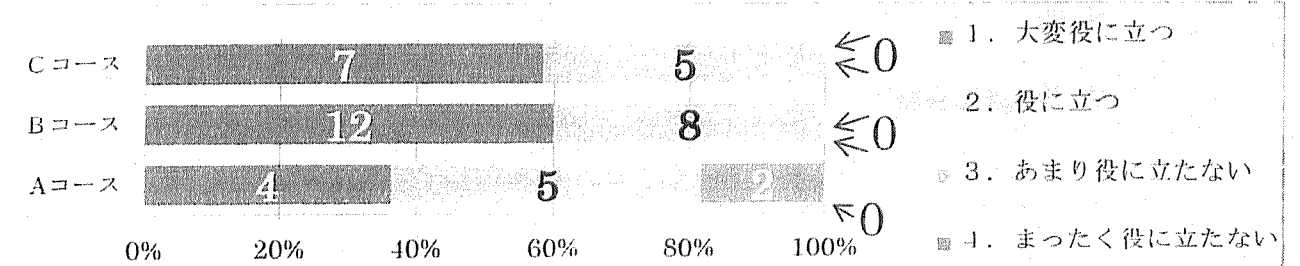 Cコース 7 5 0
Bコース 12 8 0
Aコース 4 5 2 0
0% 20% 40% 60% 80% 100%
1. 大変役に立つ
2. 役に立つ
3. あまり役に立たない
4. まったく役に立たない